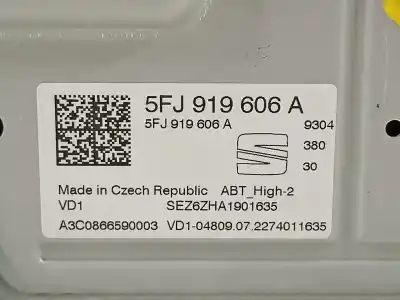 5FJ 919 606 A
5FJ 919 606 A 9304
380
30
Made in Czech Republic ABT_High-2
VD1 SEZ6ZHA1901635
A3C0866590003 VD1-04809.07.2274011635